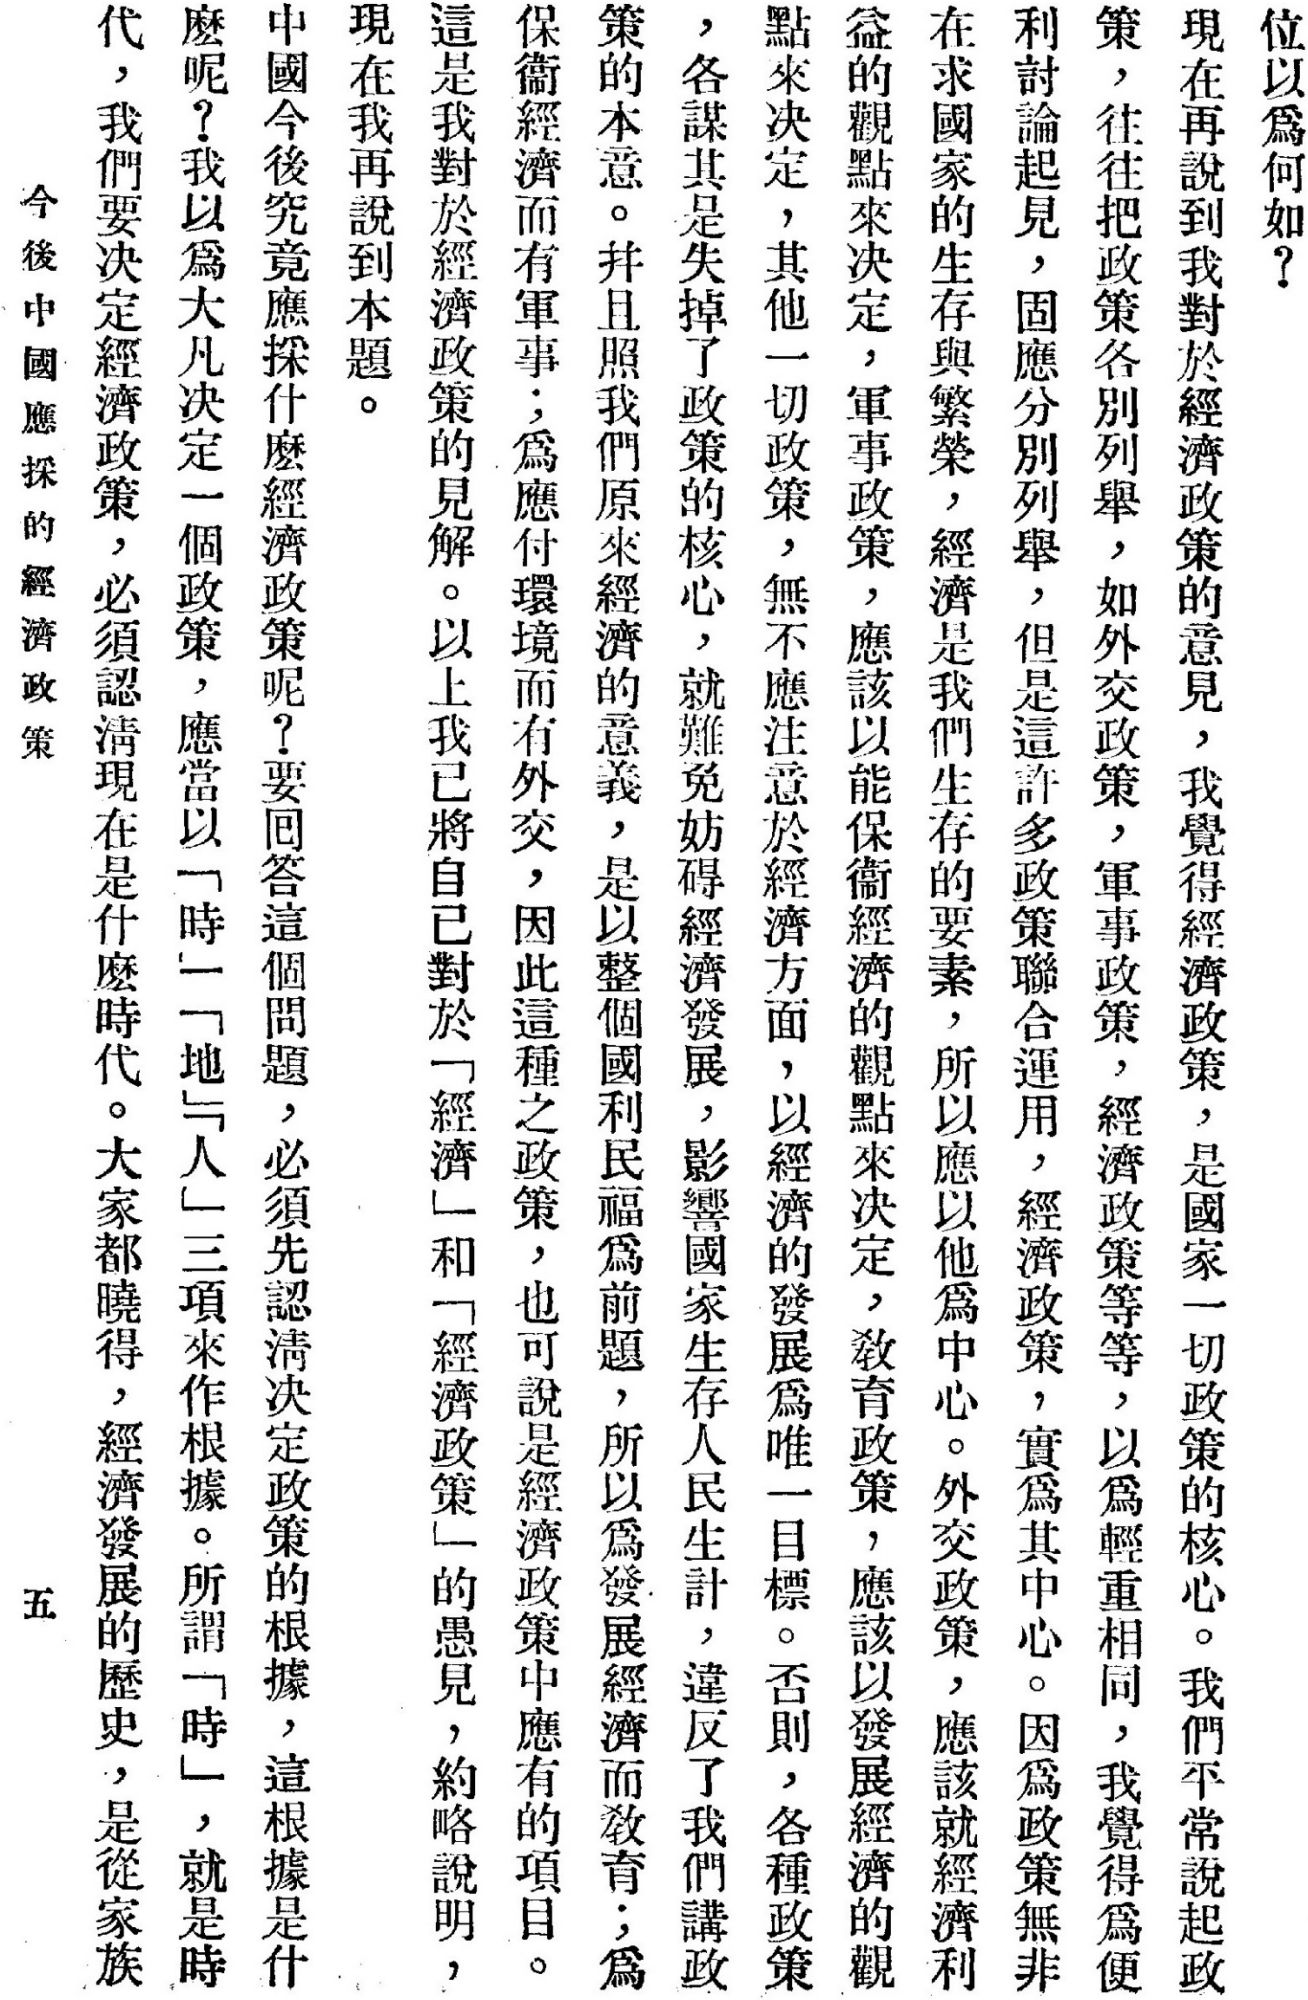 位以爲何如？
現在再說到我對於經濟政策的意見，我覺得經濟政策，是國家一切政策的核心。我們平常說起政
策，往往把政策各別列舉，如外交政策，軍事政策，經濟政策等等，以爲輕重相同，我覺得爲便
利討論起見，固應分別列舉，但是這許多政策聯合運用，經濟政策，實爲其中心。因爲政策無非
在求國家的生存與繁榮，經濟是我們生存的要素，所以應以他爲中心。外交政策，應該就經濟利
益的觀點來决定，軍事政策，應該以能保衞經濟的觀點來决定，敎育政策，應該以發展經濟的觀
點來决定，其他一切政策，無不應注意於經濟方面，以經濟的發展爲唯一目標。否則，各種政策
，各謀其是失掉了政策的核心，就難免妨碍經濟發展，影響國家生存人民生計，違反了我們講政
策的本意。幷且照我們原來經濟的意義，是以整個國利民福爲前題，所以爲發展經濟而敎育；爲
保衞經濟而有軍事；爲應付環境而有外交，因此這種之政策，也可說是經濟政策中應有的項目。
這是我對於經濟政策的見解。以上我已將自已對於「經濟」和「經濟政策」的愚見，約略說明，
現在我再說到本題。
中國今後究竟應採什麽經濟政策呢？要囘答這個問題，必須先認淸决定政策的根據，這根據是什
麽呢？我以爲大凡决定一個政策，應當以「時」「地」「人」三項來作根據。所謂「時」，就是時
代，我們要决定經濟政策，必須認淸現在是什麽時代。大家都曉得，經濟發展的歷史，是從家族
今後中國應採的經濟政策
五